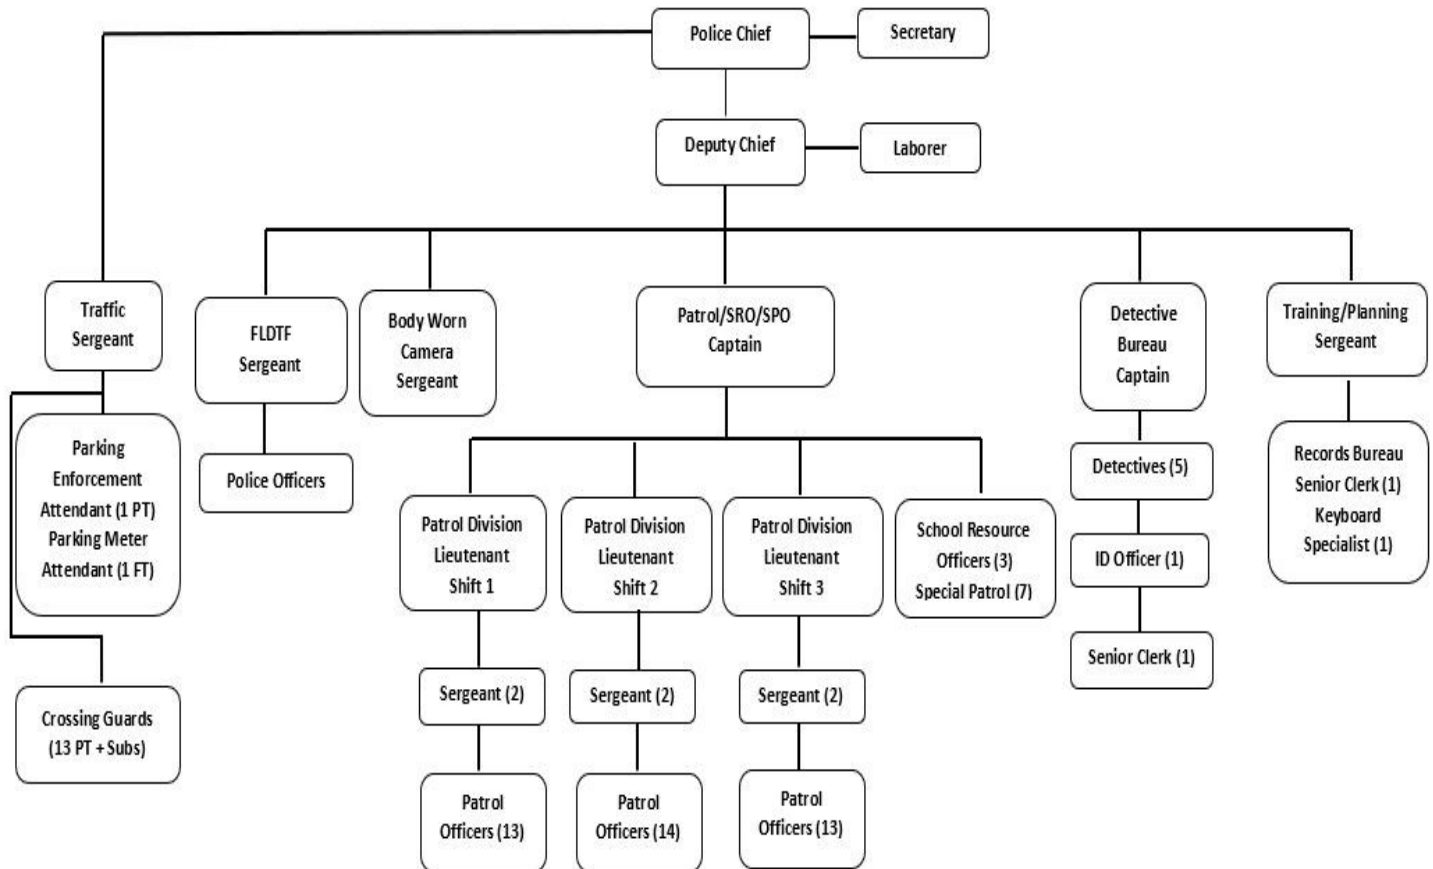 Police Chief
Secretary
Deputy Chief
Laborer
Traffic
Sergeant
FLDTF
Sergeant
Body Worn
Camera
Sergeant
Patrol/SRO/SPO
Captain
Detective
Bureau
Captain
Training/Planning
Sergeant
Parking
Enforcement
Attendant (1 PT)
Parking Meter
Attendant (1 FT)
Police Officers
Detectives (5)
Records Bureau
Senior Clerk (1)
Keyboard
Specialist (1)
Patrol Division
Lieutenant
Shift 1
Patrol Division
Lieutenant
Shift 2
Patrol Division
Lieutenant
Shift 3
School Resource
Officers (3)
Special Patrol (7)
ID Officer (1)
Senior Clerk (1)
Crossing Guards
(13 PT + Subs)
Sergeant (2)
Sergeant (2)
Sergeant (2)
Patrol
Officers (13)
Patrol
Officers (14)
Patrol
Officers (13)